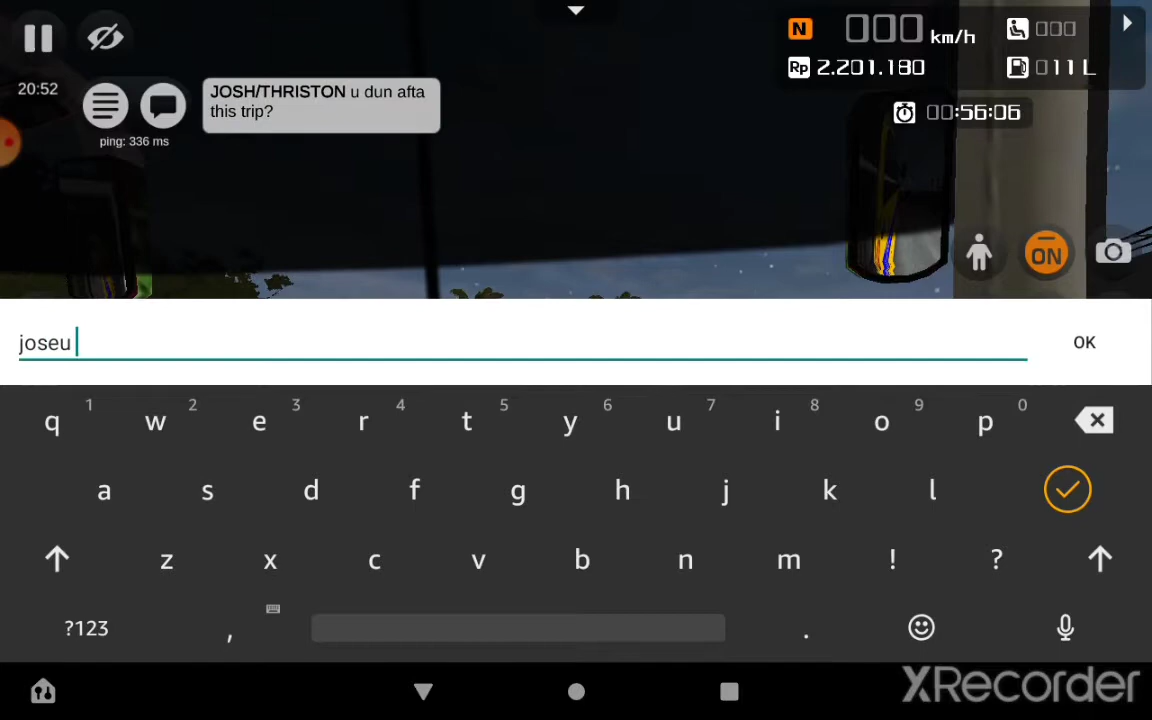 N 000 km/h 000
Rp 2.201.180 011 L
20:52
JOSH/THRISTON u dun afta
this trip?
00:56:06
ping: 336 ms
ON
joseu
OK
1 2 3 4 5 6 7 8 9 0
q w e r t y u i o p
a s d f g h j k l
z x c v b n m ! ?
?123 , .
XRecorder